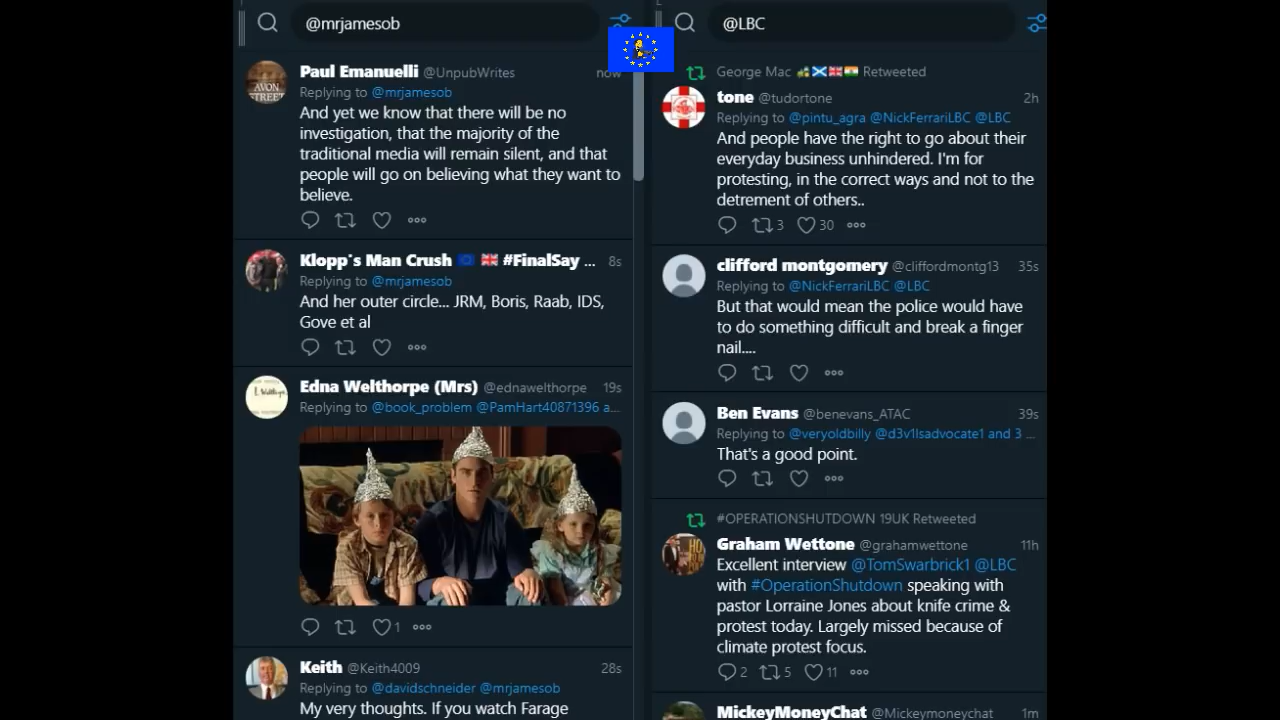 @mrjamesob
Paul Emanuelli @UnpubWrites now
Replying to @mrjamesob
And yet we know that there will be no
investigation, that the majority of the
traditional media will remain silent, and that
people will go on believing what they want to
believe.
Klopp's Man Crush 🇪🇺 🇬🇧 #FinalSay ... 8s
Replying to @mrjamesob
And her outer circle... JRM, Boris, Raab, IDS,
Gove et al
Edna Welthorpe (Mrs) @ednawelthorpe 19s
Replying to @book_problem @PamHart40871396 a...
1
Keith @Keith4009 28s
Replying to @davidschneider @mrjamesob
My very thoughts. If you watch Farage
@LBC
George Mac Retweeted
tone @tudortone 2h
Replying to @pintu_agra @NickFerrariLBC @LBC
And people have the right to go about their
everyday business unhindered. I'm for
protesting, in the correct ways and not to the
detrement of others..
3 30
clifford montgomery @cliffordmontg13 35s
Replying to @NickFerrariLBC @LBC
But that would mean the police would have
to do something difficult and break a finger
nail....
Ben Evans @benevans_ATAC 39s
Replying to @veryoldbilly @d3v1lsadvocate1 and 3 ...
That's a good point.
#OPERATIONSHUTDOWN 19UK Retweeted
Graham Wettone @grahamwettone 11h
Excellent interview @TomSwarbrick1 @LBC
with #OperationShutdown speaking with
pastor Lorraine Jones about knife crime &
protest today. Largely missed because of
climate protest focus.
2 5 11
MickeyMoneyChat @Mickeymoneychat 1m